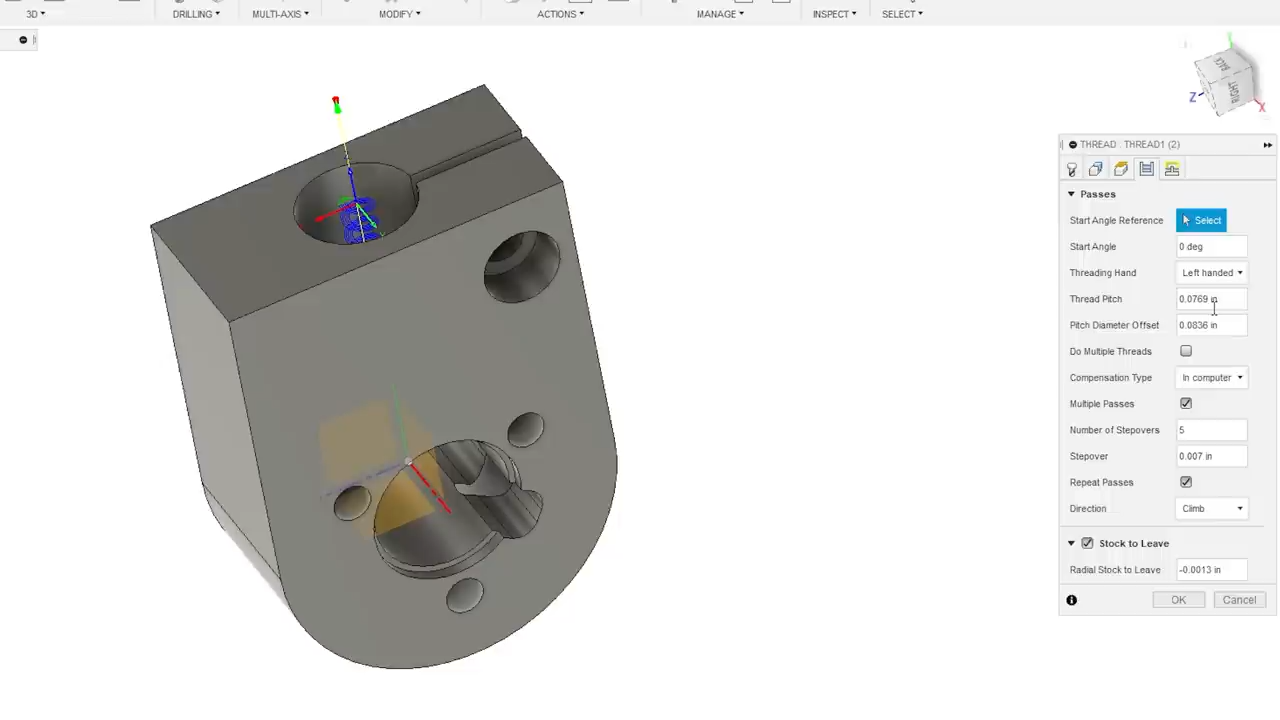 3D ▾ DRILLING ▾ MULTI-AXIS ▾ MODIFY ▾ ACTIONS ▾ MANAGE ▾ INSPECT ▾ SELECT ▾
BACK
RIGHT
Z
X
THREAD : THREAD1 (2)
Passes
Start Angle Reference Select
Start Angle 0 deg
Threading Hand Left handed
Thread Pitch 0.0769 in
Pitch Diameter Offset 0.0836 in
Do Multiple Threads
Compensation Type In computer
Multiple Passes
Number of Stepovers 5
Stepover 0.007 in
Repeat Passes
Direction Climb
Stock to Leave
Radial Stock to Leave -0.0013 in
OK Cancel